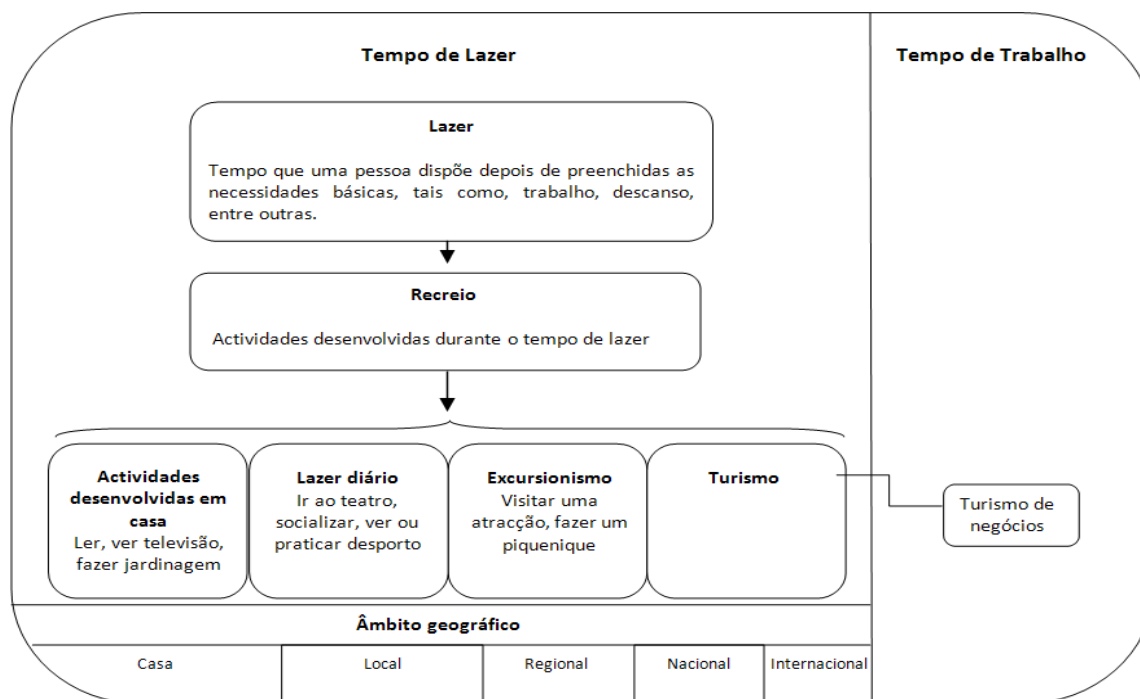 Tempo de Lazer
Tempo de Trabalho
Lazer
Tempo que uma pessoa dispõe depois de preenchidas as
necessidades básicas, tais como, trabalho, descanso,
entre outras.
Recreio
Actividades desenvolvidas durante o tempo de lazer
Actividades
desenvolvidas em
casa
Ler, ver televisão,
fazer jardinagem
Lazer diário
Ir ao teatro,
socializar, ver ou
praticar desporto
Excursionismo
Visitar uma
atracção, fazer um
piquenique
Turismo
Turismo de
negócios
Âmbito geográfico
Casa
Local
Regional
Nacional
Internacional